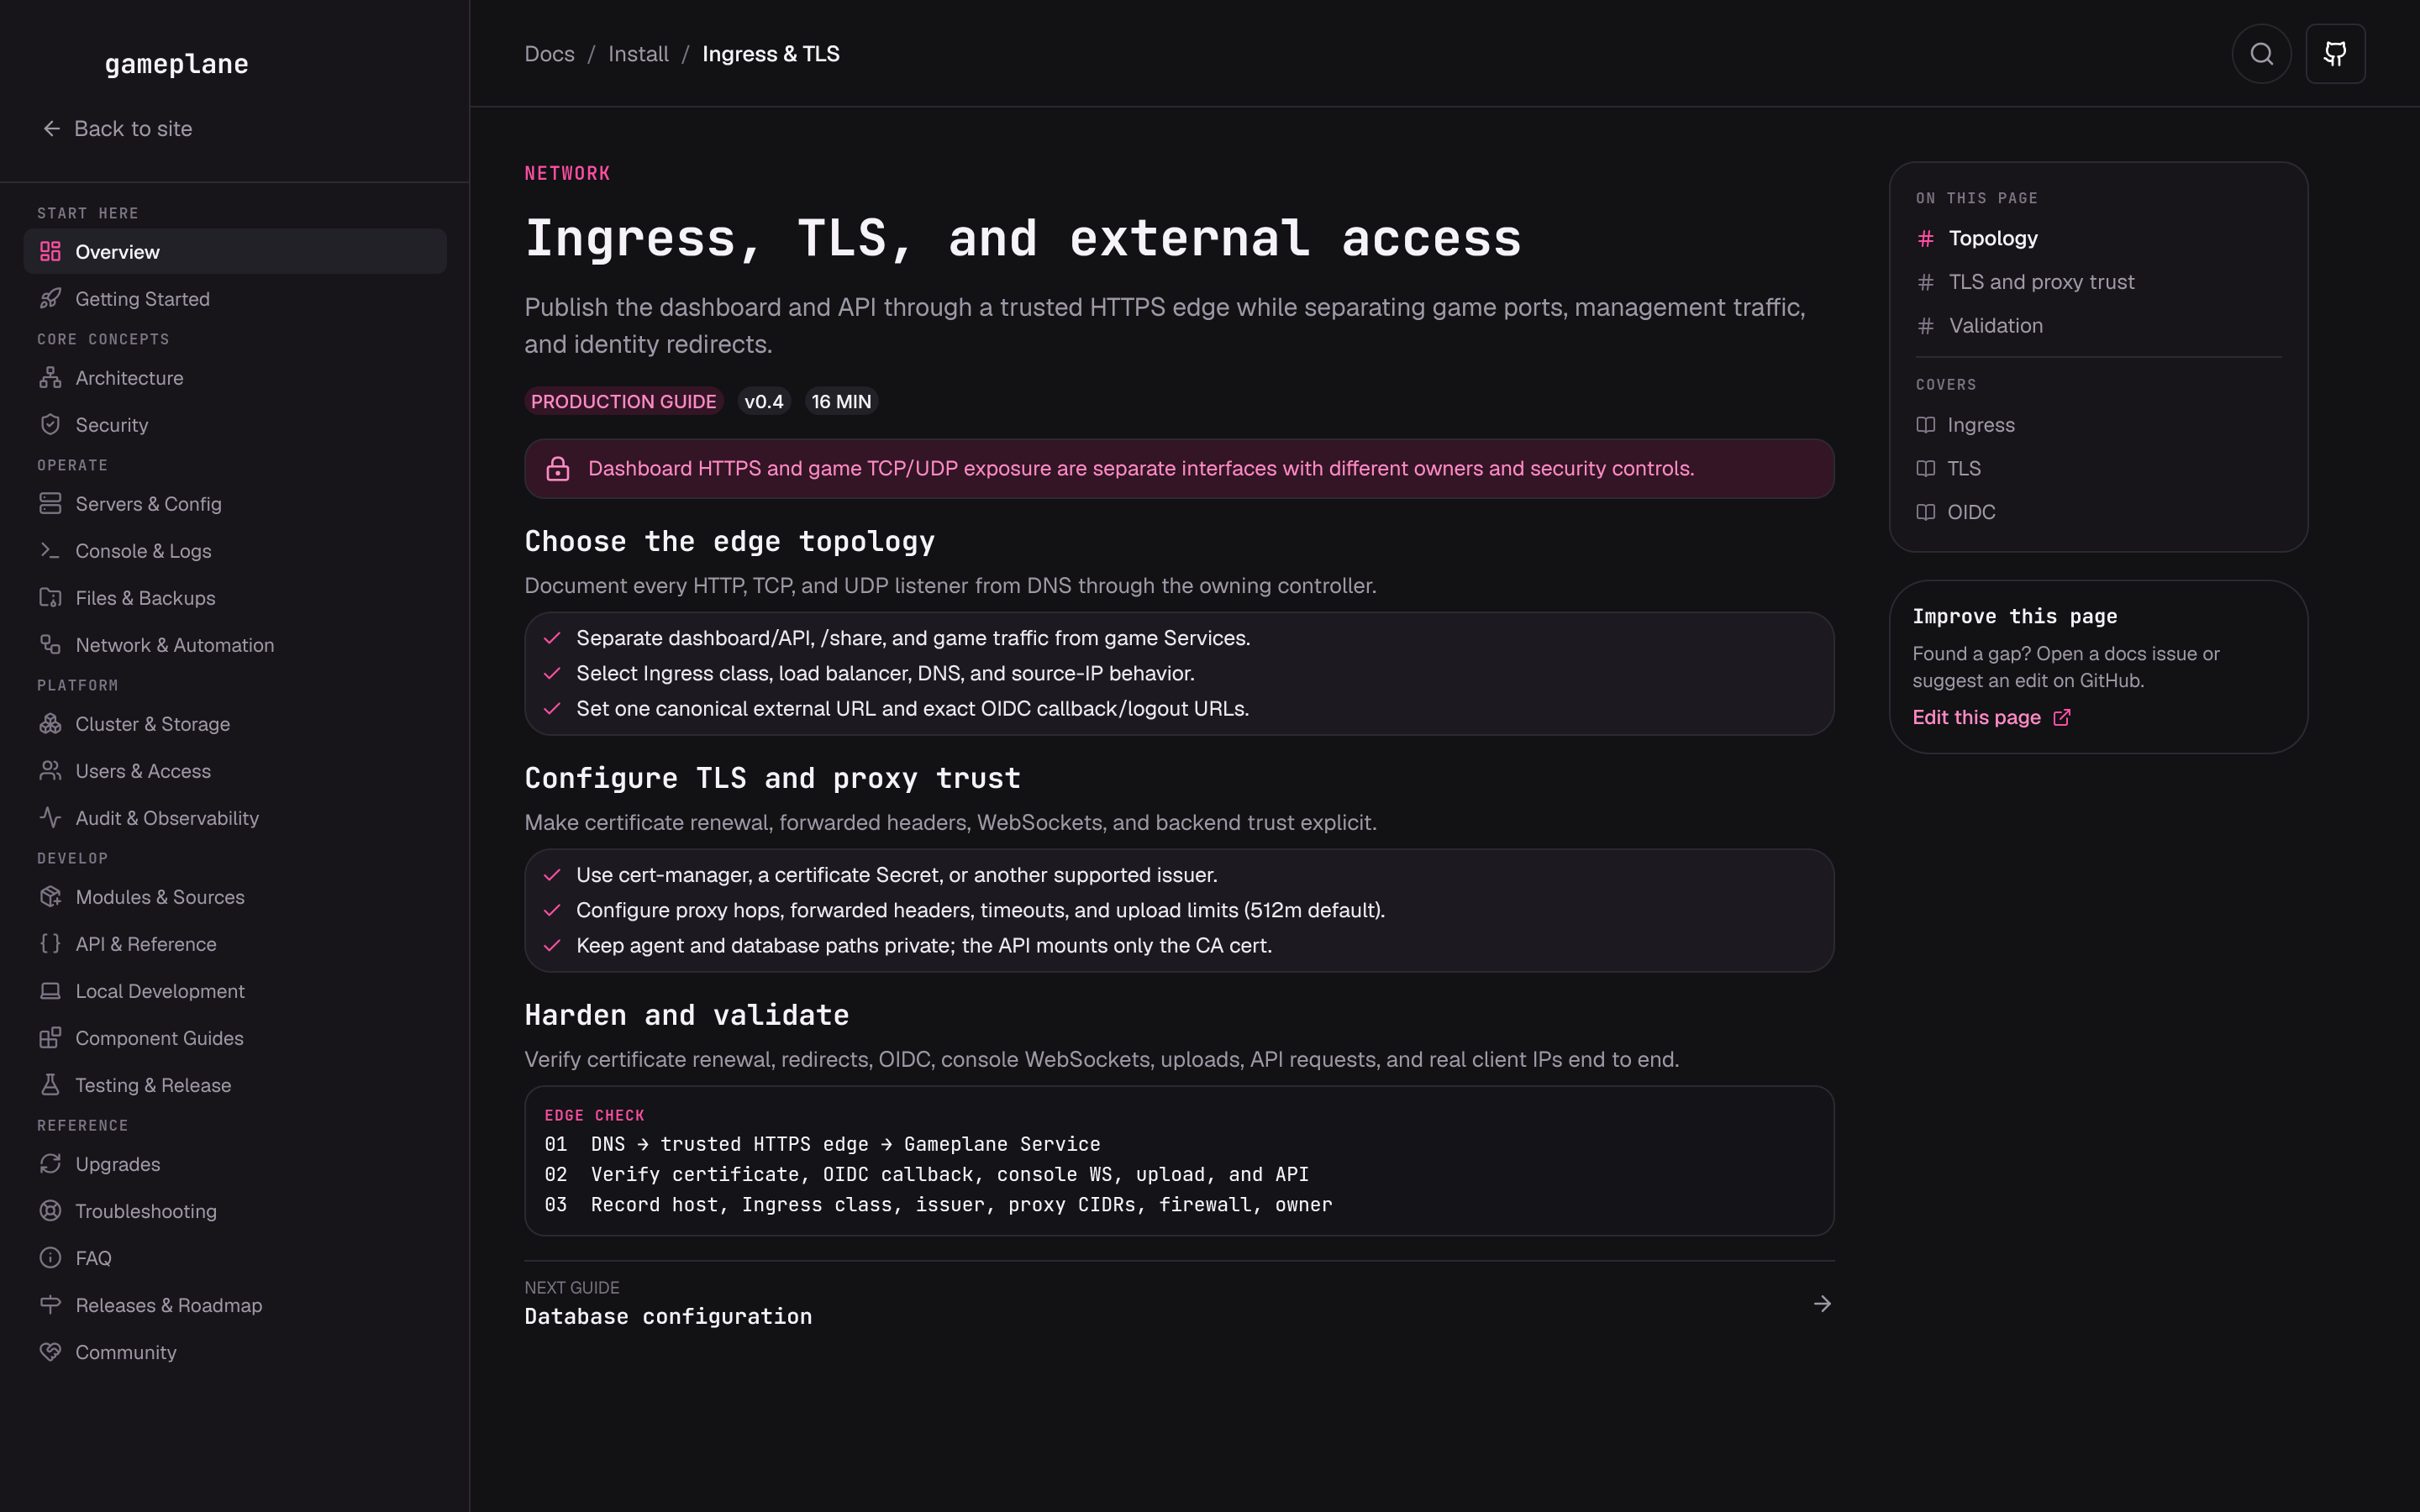 gameplane
Back to site
START HERE
Overview
Getting Started
CORE CONCEPTS
Architecture
Security
OPERATE
Servers & Config
Console & Logs
Files & Backups
Network & Automation
PLATFORM
Cluster & Storage
Users & Access
Audit & Observability
DEVELOP
Modules & Sources
API & Reference
Local Development
Component Guides
Testing & Release
REFERENCE
Upgrades
Troubleshooting
FAQ
Releases & Roadmap
Community
Docs / Install / Ingress & TLS
NETWORK
Ingress, TLS, and external access
Publish the dashboard and API through a trusted HTTPS edge while separating game ports, management traffic,
and identity redirects.
PRODUCTION GUIDE v0.4 16 MIN
Dashboard HTTPS and game TCP/UDP exposure are separate interfaces with different owners and security controls.
Choose the edge topology
Document every HTTP, TCP, and UDP listener from DNS through the owning controller.
Separate dashboard/API, /share, and game traffic from game Services.
Select Ingress class, load balancer, DNS, and source-IP behavior.
Set one canonical external URL and exact OIDC callback/logout URLs.
Configure TLS and proxy trust
Make certificate renewal, forwarded headers, WebSockets, and backend trust explicit.
Use cert-manager, a certificate Secret, or another supported issuer.
Configure proxy hops, forwarded headers, timeouts, and upload limits (512m default).
Keep agent and database paths private; the API mounts only the CA cert.
Harden and validate
Verify certificate renewal, redirects, OIDC, console WebSockets, uploads, API requests, and real client IPs end to end.
EDGE CHECK
01 DNS → trusted HTTPS edge → Gameplane Service
02 Verify certificate, OIDC callback, console WS, upload, and API
03 Record host, Ingress class, issuer, proxy CIDRs, firewall, owner
NEXT GUIDE
Database configuration
ON THIS PAGE
# Topology
# TLS and proxy trust
# Validation
COVERS
Ingress
TLS
OIDC
Improve this page
Found a gap? Open a docs issue or
suggest an edit on GitHub.
Edit this page